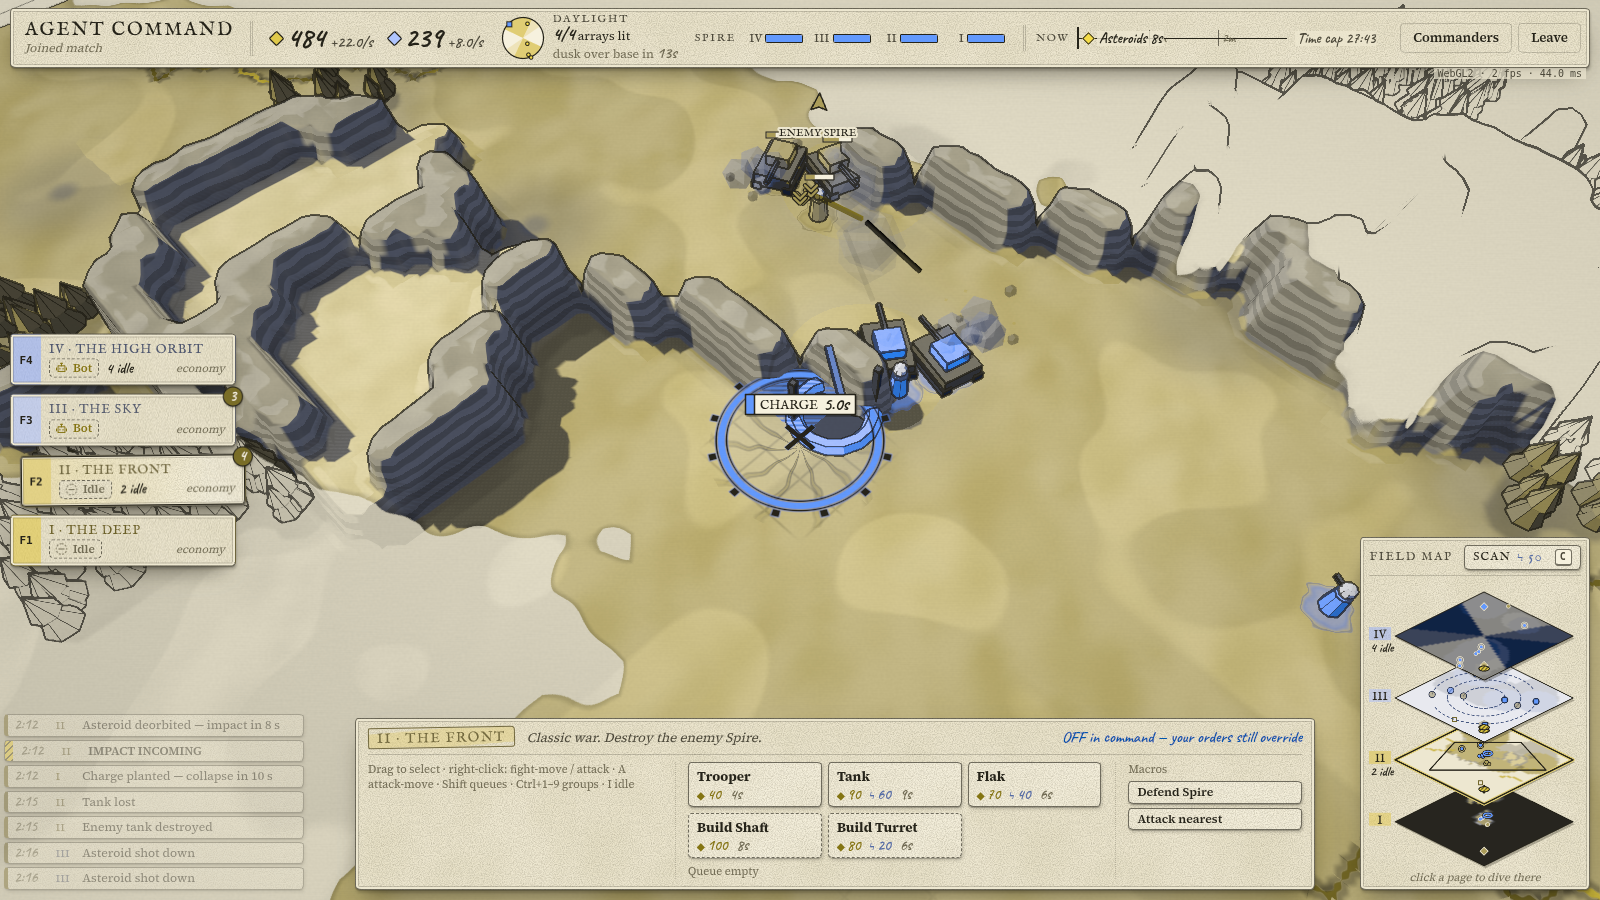 AGENT COMMAND
Joined match
484 +22.0/s
239 +8.0/s
DAYLIGHT
4/4 arrays lit
dusk over base in 13s
SPIRE IV III II I
NOW Asteroids 8s 2m Time cap 27:43
Commanders
Leave
WebGL2 · 2 fps · 44.0 ms
ENEMY SPIRE
CHARGE 5.0s
F4 IV · THE HIGH ORBIT
Bot 4 idle economy
3
F3 III · THE SKY
Bot economy
4
F2 II · THE FRONT
Idle 2 idle economy
F1 I · THE DEEP
Idle economy
2:12 II Asteroid deorbited — impact in 8 s
2:12 II IMPACT INCOMING
2:12 I Charge planted — collapse in 10 s
2:15 II Tank lost
2:15 II Enemy tank destroyed
2:16 III Asteroid shot down
2:16 III Asteroid shot down
II · THE FRONT Classic war. Destroy the enemy Spire.
OFF in command — your orders still override
Drag to select · right-click: fight-move / attack · A
attack-move · Shift queues · Ctrl+1–9 groups · I idle
Trooper
40 4s
Tank
90 ϟ 60 9s
Flak
70 ϟ 40 6s
Build Shaft
100 8s
Build Turret
80 ϟ 20 6s
Queue empty
Macros
Defend Spire
Attack nearest
FIELD MAP SCAN ϟ 50 C
IV
4 idle
III
II
2 idle
I
click a page to dive there